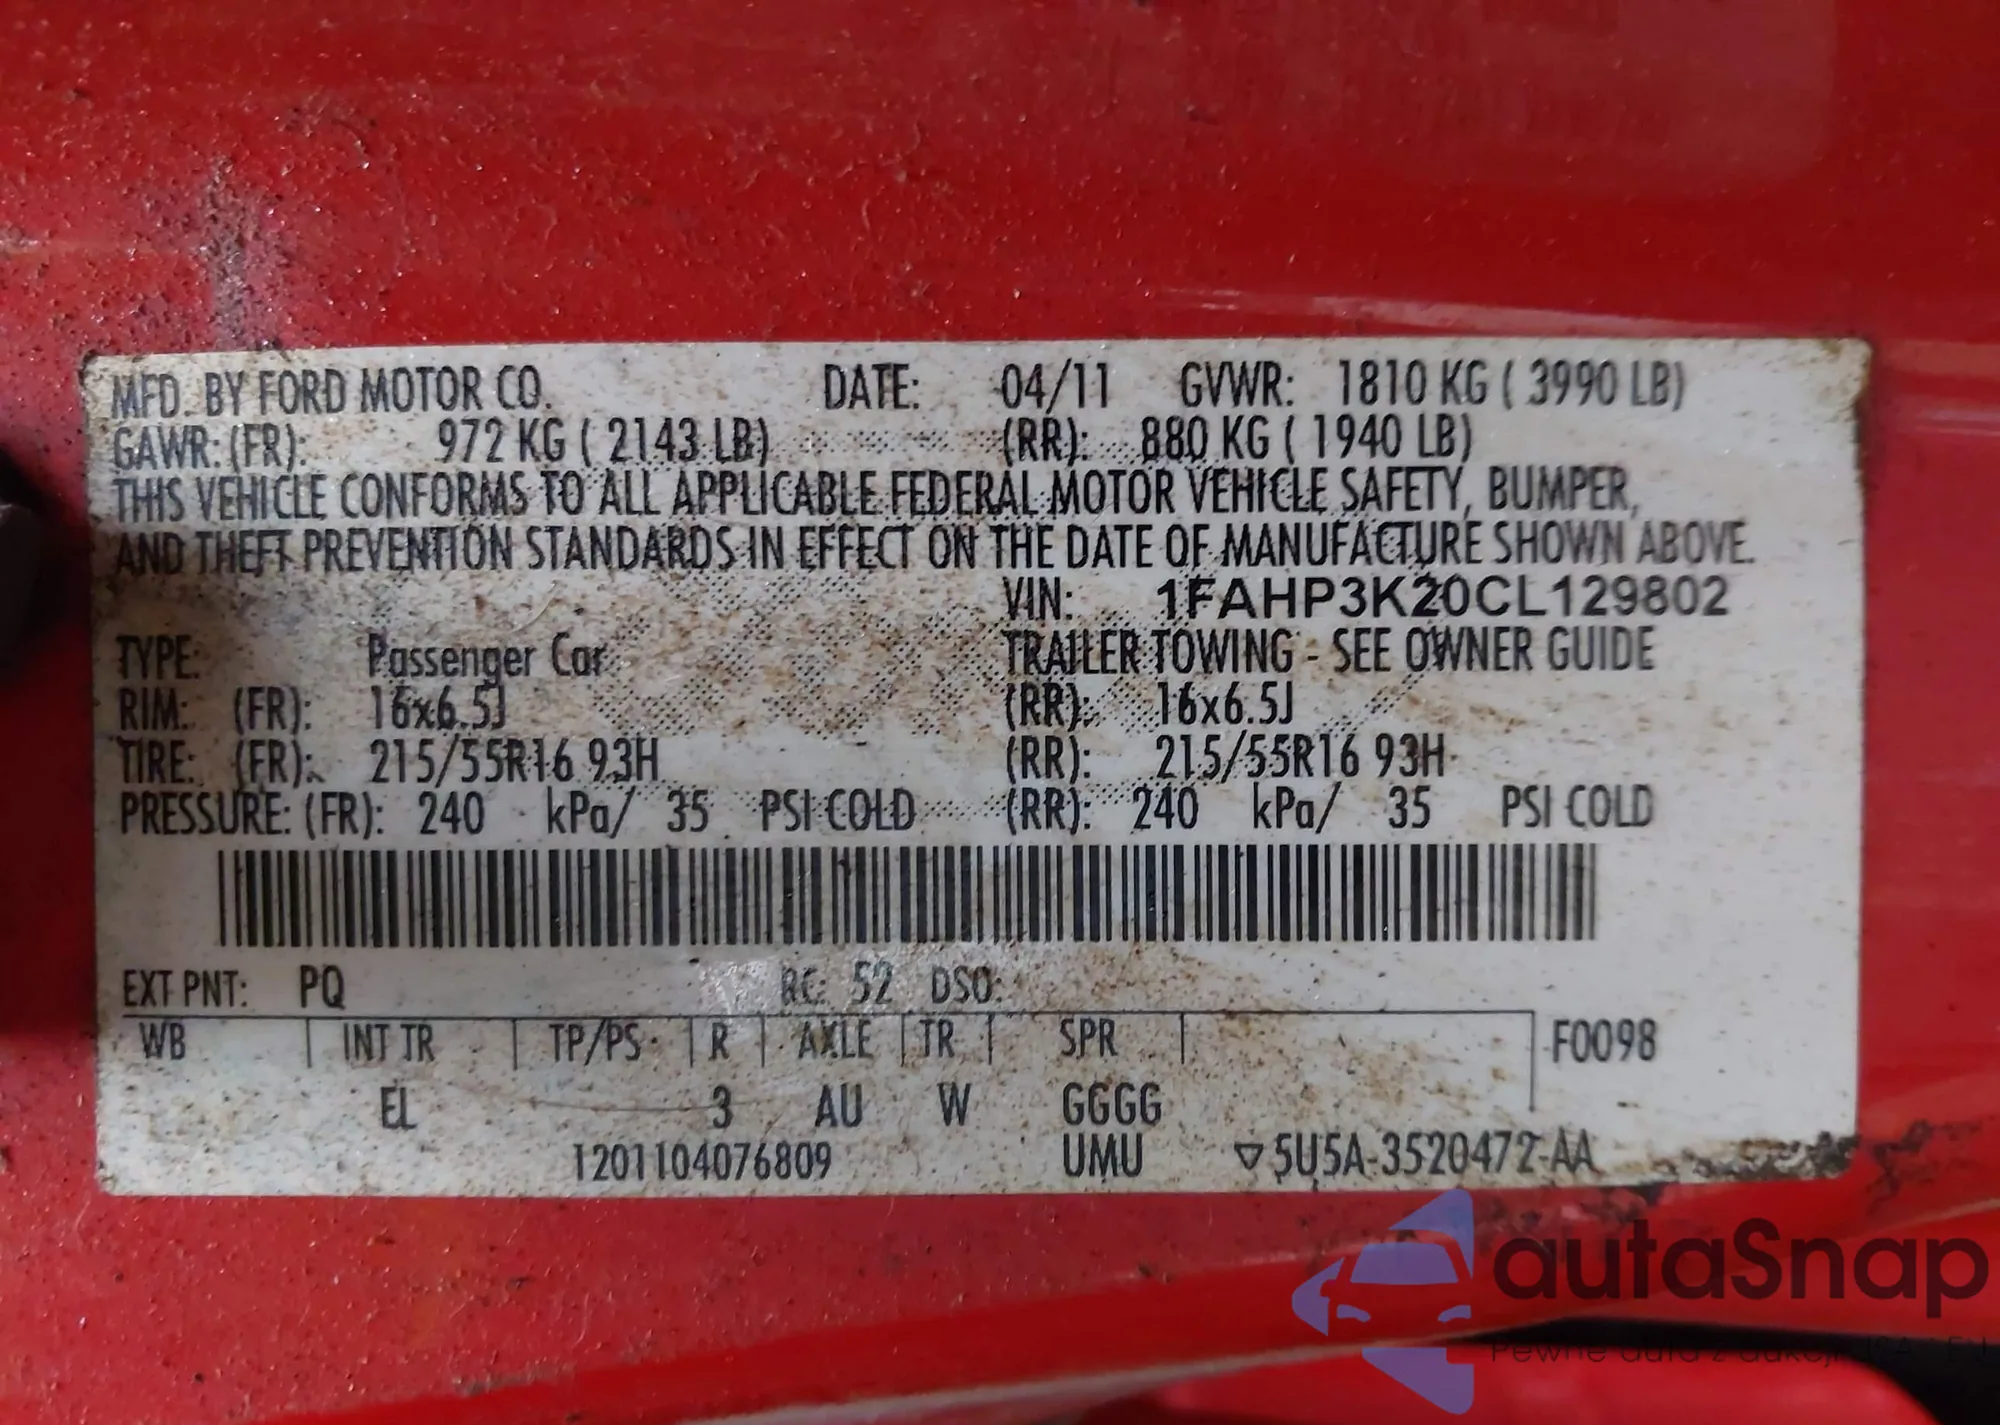 MFD. BY FORD MOTOR CO. DATE: 04/11 GVWR: 1810 KG ( 3990 LB)
GAWR: (FR): 972 KG ( 2143 LB) (RR): 880 KG ( 1940 LB)
THIS VEHICLE CONFORMS TO ALL APPLICABLE FEDERAL MOTOR VEHICLE SAFETY, BUMPER,
AND THEFT PREVENTION STANDARDS IN EFFECT ON THE DATE OF MANUFACTURE SHOWN ABOVE.
VIN: 1FAHP3K20CL129802
TYPE: Passenger Car TRAILER TOWING - SEE OWNER GUIDE
RIM: (FR): 16x6.5J (RR): 16x6.5J
TIRE: (FR): 215/55R16 93H (RR): 215/55R16 93H
PRESSURE: (FR): 240 kPa/ 35 PSI COLD (RR): 240 kPa/ 35 PSI COLD
EXT PNT: PQ RC: 52 DSO:
WB | INT TR | TP/PS | R | AXLE | TR | SPR | F0098
EL 3 AU W GGGG
1201104076809 UMU ▽5U5A-3520472-AA
autaSnap
Pewne auta z aukcji